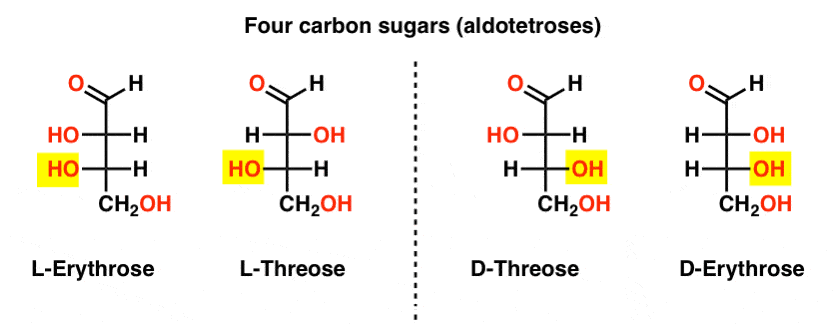 Four carbon sugars (aldotetroses)
O H O H O H O H
HO H H OH HO H H OH
HO H HO H H OH H OH
CH₂OH CH₂OH CH₂OH CH₂OH
L-Erythrose L-Threose D-Threose D-Erythrose